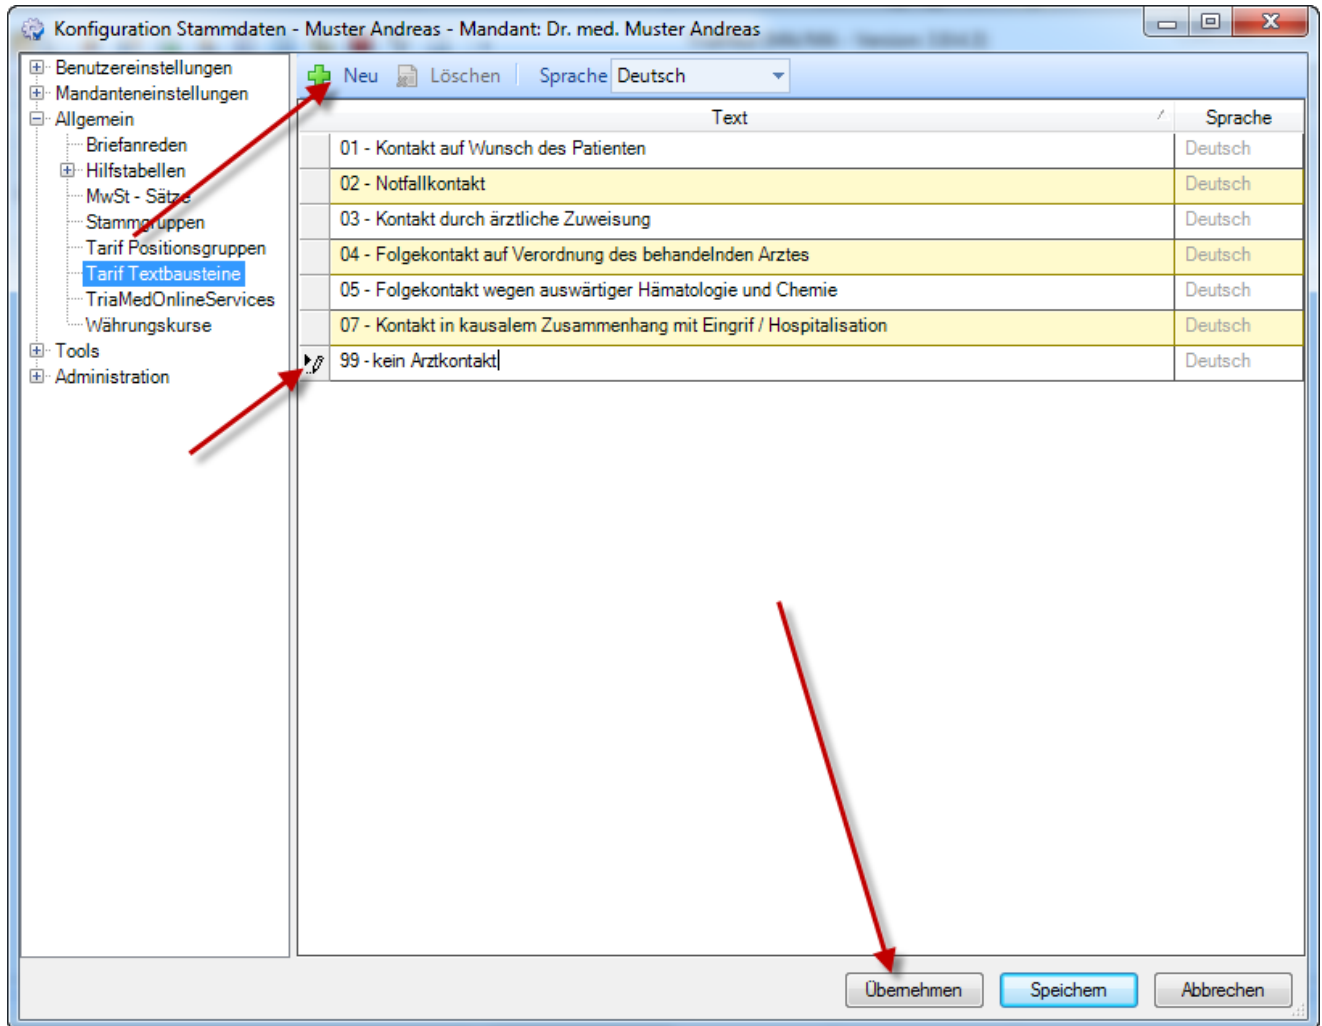 Konfiguration Stammdaten - Muster Andreas - Mandant: Dr. med. Muster Andreas
Benutzereinstellungen
Mandanteneinstellungen
Allgemein
Briefanreden
Hilfstabellen
MwSt - Sätze
Stammgruppen
Tarif Positionsgruppen
Tarif Textbausteine
TriaMedOnlineServices
Währungskurse
Tools
Administration
Neu Löschen Sprache Deutsch
Text Sprache
01 - Kontakt auf Wunsch des Patienten Deutsch
02 - Notfallkontakt Deutsch
03 - Kontakt durch ärztliche Zuweisung Deutsch
04 - Folgekontakt auf Verordnung des behandelnden Arztes Deutsch
05 - Folgekontakt wegen auswärtiger Hämatologie und Chemie Deutsch
07 - Kontakt in kausalem Zusammenhang mit Eingrif / Hospitalisation Deutsch
99 - kein Arztkontakt Deutsch
Übernehmen Speichern Abbrechen